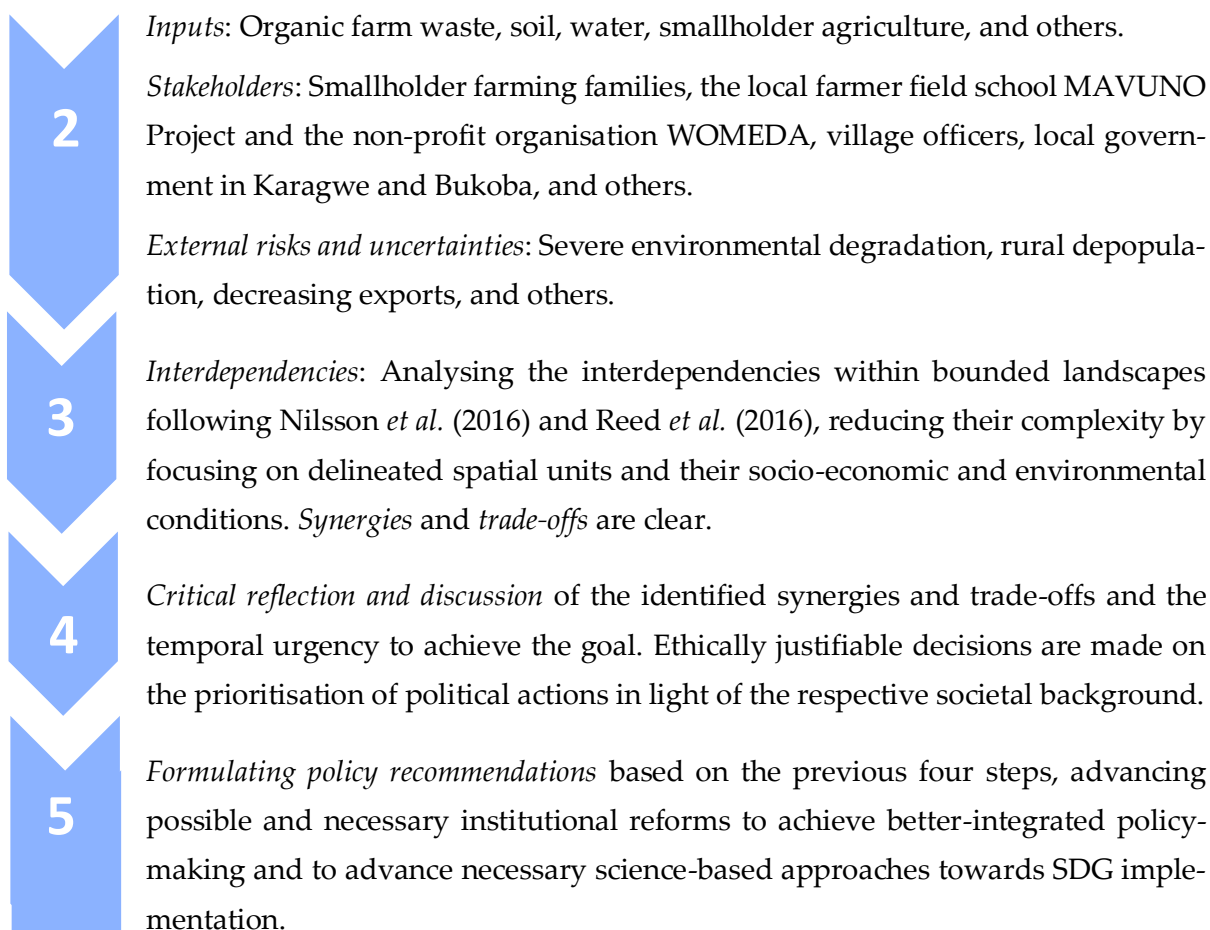 Inputs: Organic farm waste, soil, water, smallholder agriculture, and others.
2
Stakeholders: Smallholder farming families, the local farmer field school MAVUNO
Project and the non-profit organisation WOMEDA, village officers, local govern-
ment in Karagwe and Bukoba, and others.
External risks and uncertainties: Severe environmental degradation, rural depopula-
tion, decreasing exports, and others.
3
Interdependencies: Analysing the interdependencies within bounded landscapes
following Nilsson et al. (2016) and Reed et al. (2016), reducing their complexity by
focusing on delineated spatial units and their socio-economic and environmental
conditions. Synergies and trade-offs are clear.
4
Critical reflection and discussion of the identified synergies and trade-offs and the
temporal urgency to achieve the goal. Ethically justifiable decisions are made on
the prioritisation of political actions in light of the respective societal background.
5
Formulating policy recommendations based on the previous four steps, advancing
possible and necessary institutional reforms to achieve better-integrated policy-
making and to advance necessary science-based approaches towards SDG imple-
mentation.